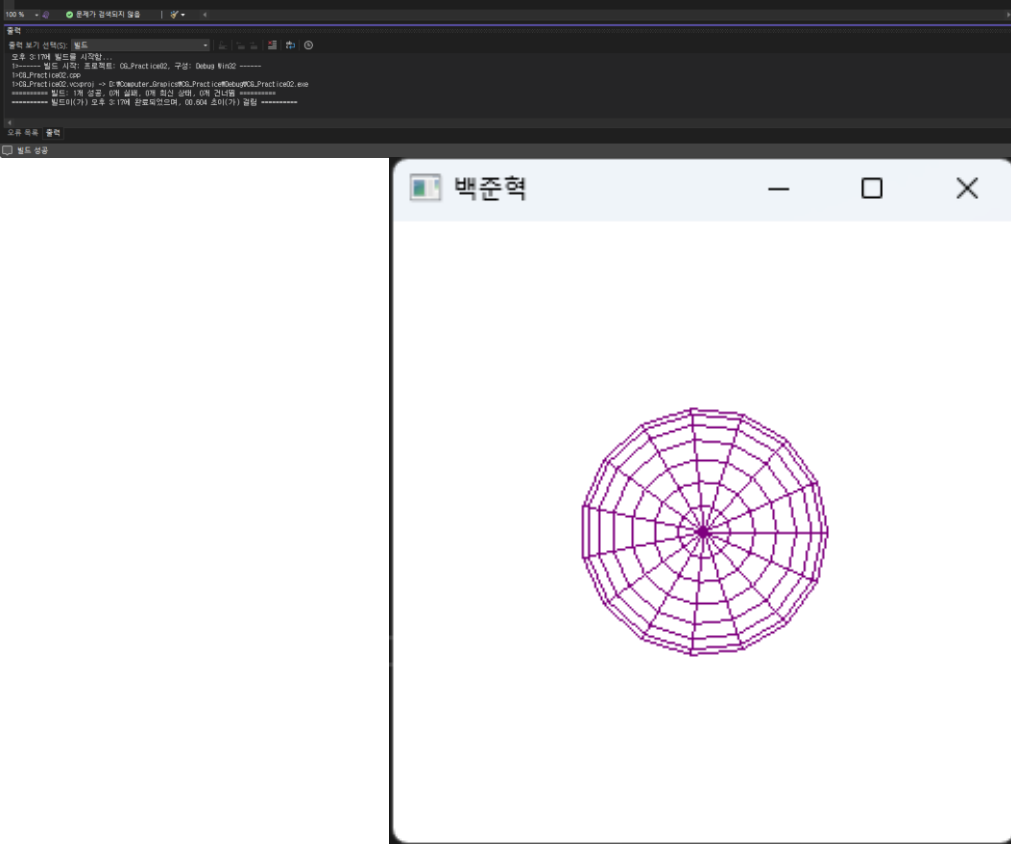 100 %
문제가 검색되지 않음
출력
출력 보기 선택(S): 빌드
오후 3:17에 빌드를 시작함...
1>------ 빌드 시작: 프로젝트: CG_Practice02, 구성: Debug Win32 ------
1>CG_Practice02.cpp
1>CG_Practice02.vcxproj -> D:₩Computer_Grapics₩CG_Practice₩Debug₩CG_Practice02.exe
========== 빌드: 1개 성공, 0개 실패, 0개 최신 상태, 0개 건너뜀 ==========
========== 빌드이(가) 오후 3:17에 완료되었으며, 00.604 초이(가) 걸림 ==========
오류 목록 출력
빌드 성공
백준혁